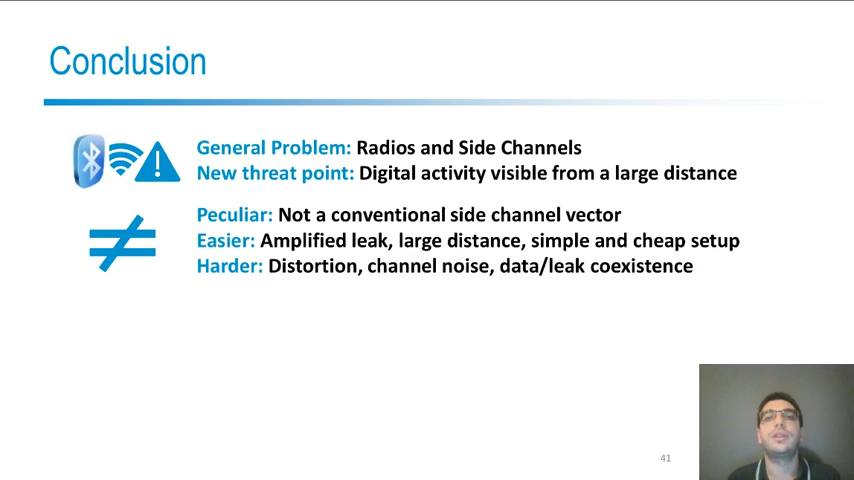 Conclusion
General Problem: Radios and Side Channels
New threat point: Digital activity visible from a large distance
Peculiar: Not a conventional side channel vector
Easier: Amplified leak, large distance, simple and cheap setup
Harder: Distortion, channel noise, data/leak coexistence
41